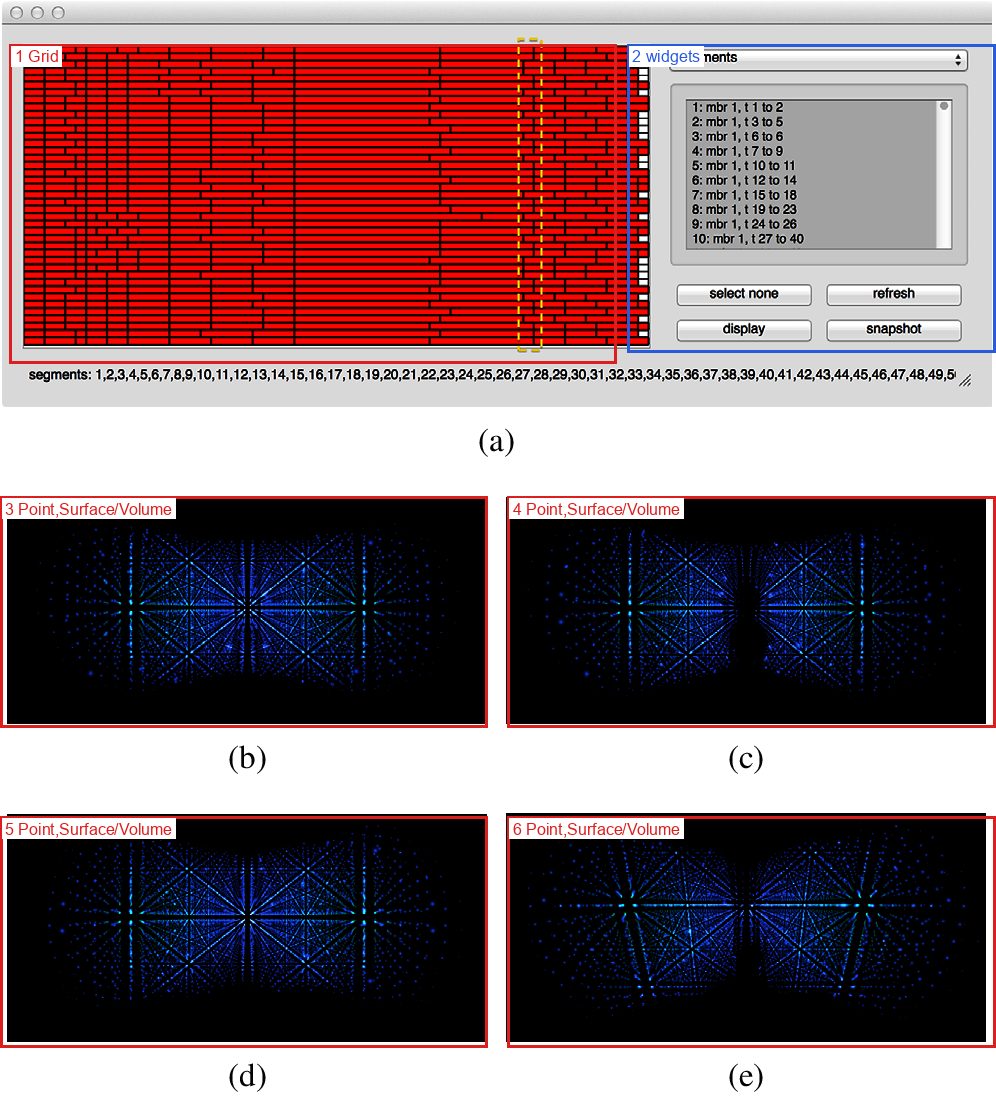 1 Grid
2 widgets
ments
1: mbr 1, t 1 to 2
2: mbr 1, t 3 to 5
3: mbr 1, t 6 to 6
4: mbr 1, t 7 to 9
5: mbr 1, t 10 to 11
6: mbr 1, t 12 to 14
7: mbr 1, t 15 to 18
8: mbr 1, t 19 to 23
9: mbr 1, t 24 to 26
10: mbr 1, t 27 to 40
select none
refresh
display
snapshot
segments: 1,2,3,4,5,6,7,8,9,10,11,12,13,14,15,16,17,18,19,20,21,22,23,24,25,26,27,28,29,30,31,32,33,34,35,36,37,38,39,40,41,42,43,44,45,46,47,48,49,50
(a)
3 Point,Surface/Volume
4 Point,Surface/Volume
(b)
(c)
5 Point,Surface/Volume
6 Point,Surface/Volume
(d)
(e)